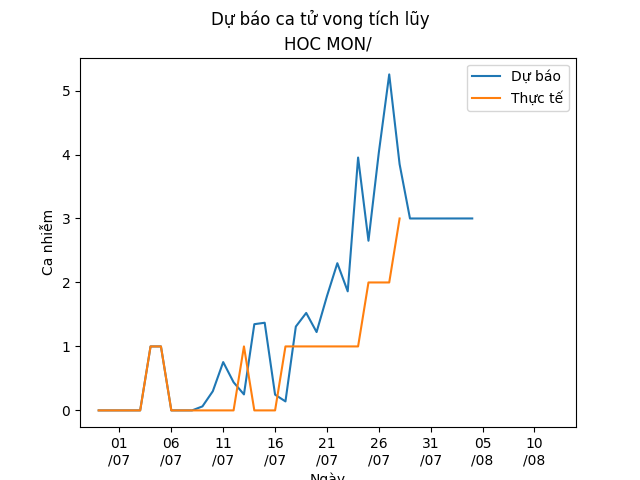 Dự báo ca tử vong tích lũy
HOC MON/
Dự báo
Thực tế
Ca nhiễm
5
4
3
2
1
0
01 06 11 16 21 26 31 05 10
/07 /07 /07 /07 /07 /07 /07 /08 /08
Ngày